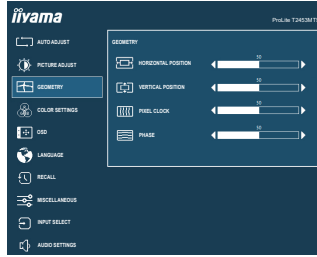 iiyama
ProLite T2453MT
AUTO ADJUST
PICTURE ADJUST
GEOMETRY
COLOR SETTINGS
OSD
LANGUAGE
RECALL
MISCELLANEOUS
INPUT SELECT
AUDIO SETTINGS
GEOMETRY
50
HORIZONTAL POSITION
50
VERTICAL POSITION
50
PIXEL CLOCK
50
PHASE